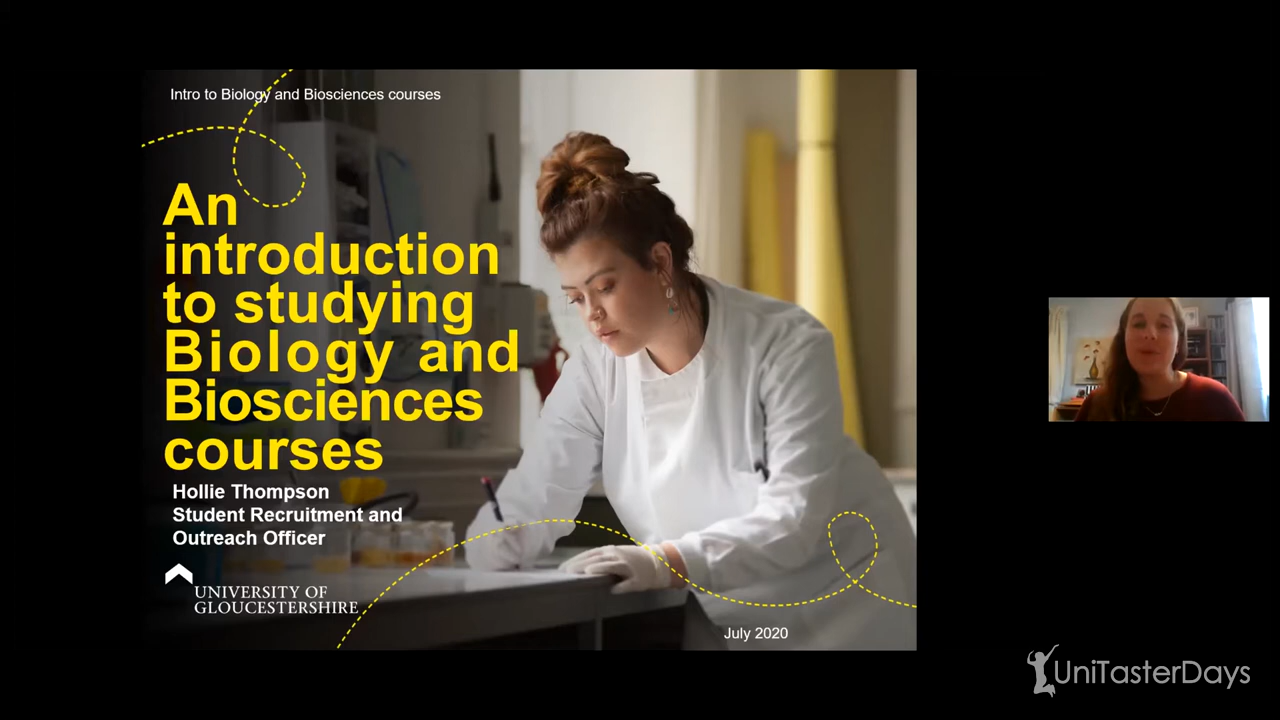 Intro to Biology and Biosciences courses
An
introduction
to studying
Biology and
Biosciences
courses
Hollie Thompson
Student Recruitment and
Outreach Officer
UNIVERSITY OF
GLOUCESTERSHIRE
July 2020
UniTasterDays